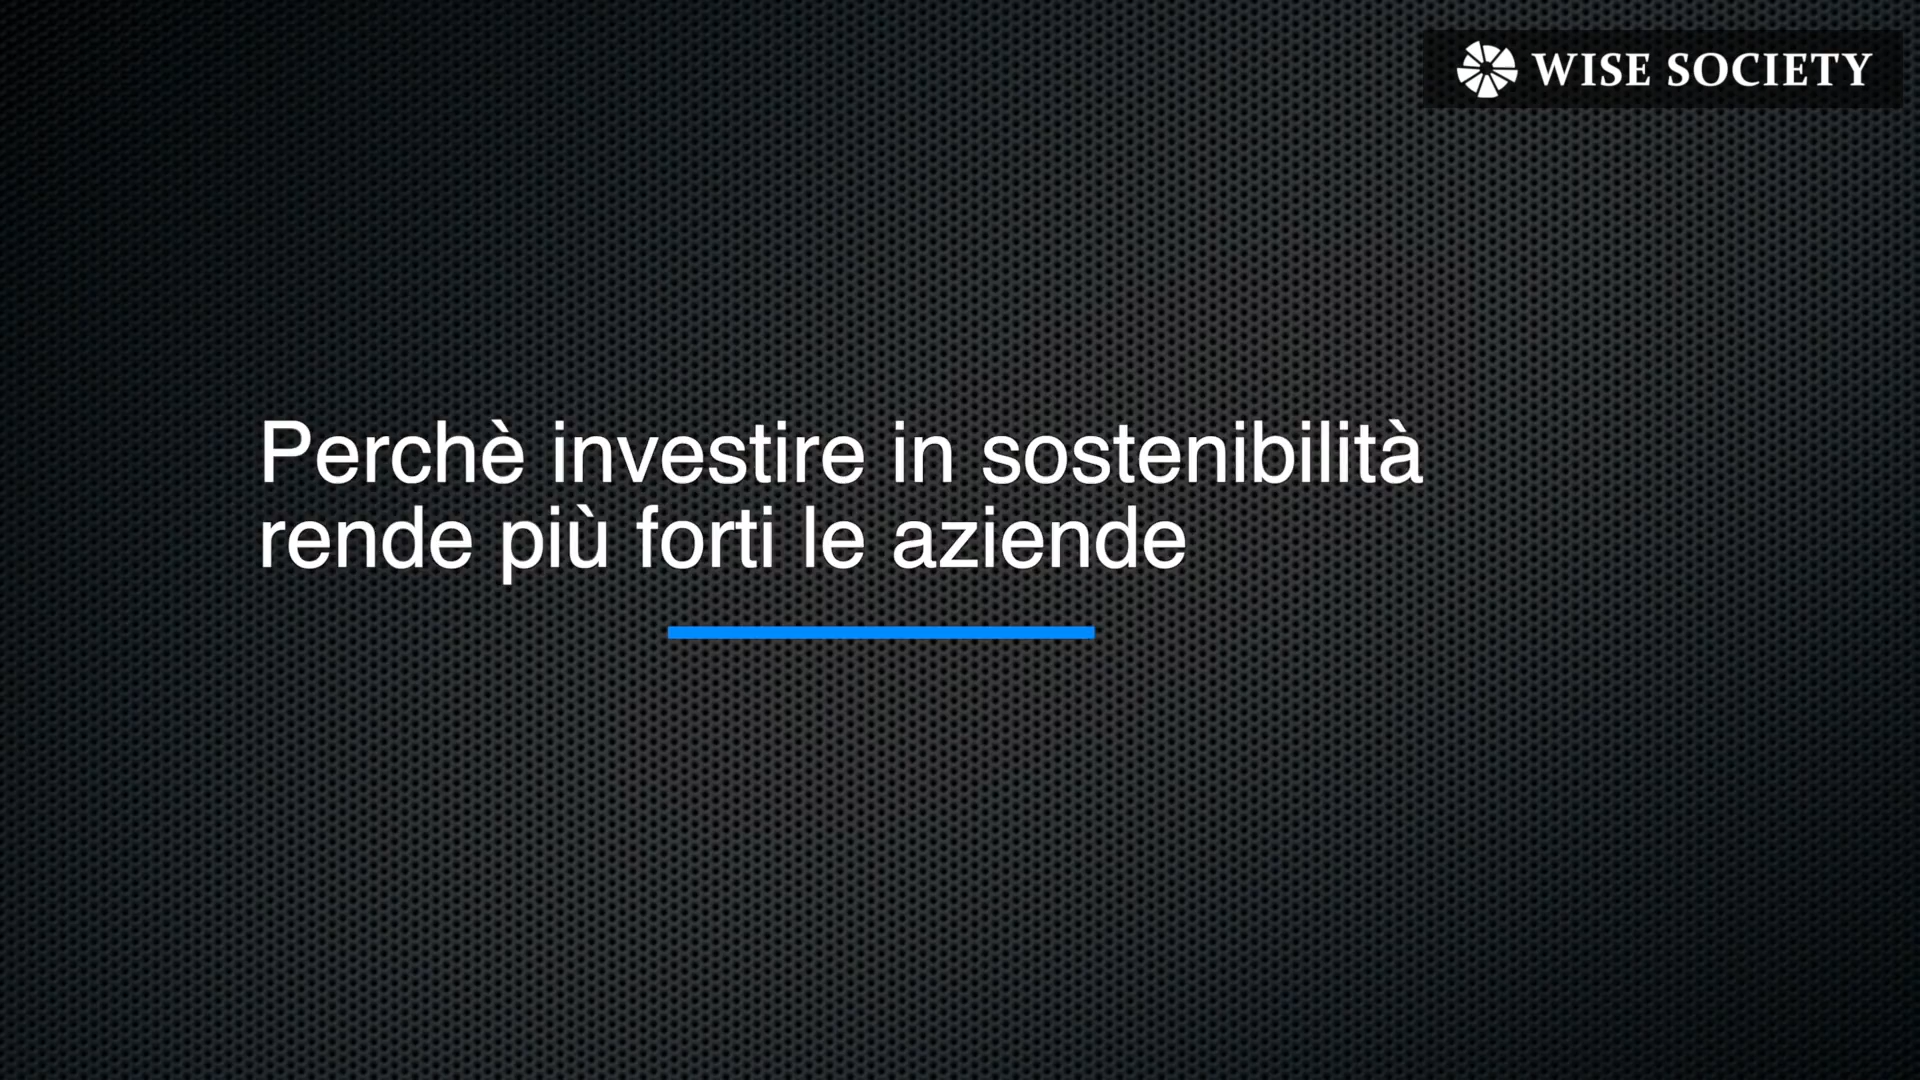 WISE SOCIETY
Perchè investire in sostenibilità
rende più forti le aziende